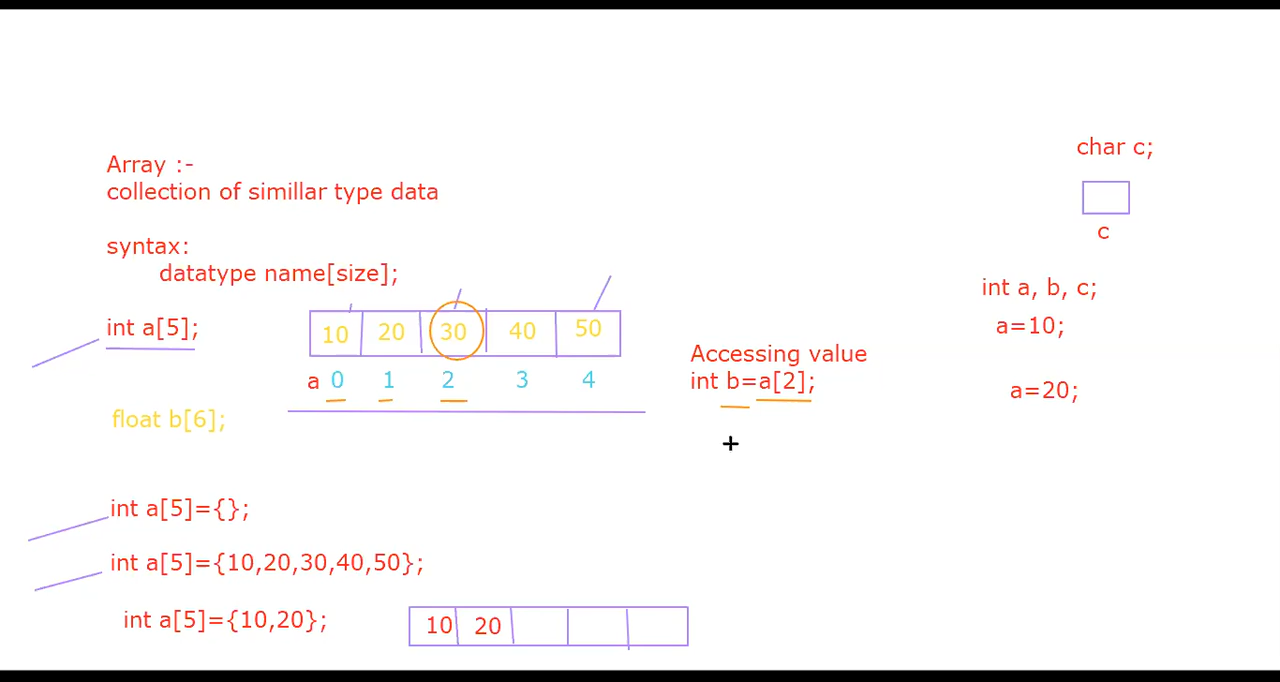 Array :-
collection of simillar type data
syntax:
datatype name[size];
int a[5];
10 20 30 40 50
a 0 1 2 3 4
float b[6];
int a[5]={};
int a[5]={10,20,30,40,50};
int a[5]={10,20};
10 20
Accessing value
int b=a[2];
char c;
c
int a, b, c;
a=10;
a=20;